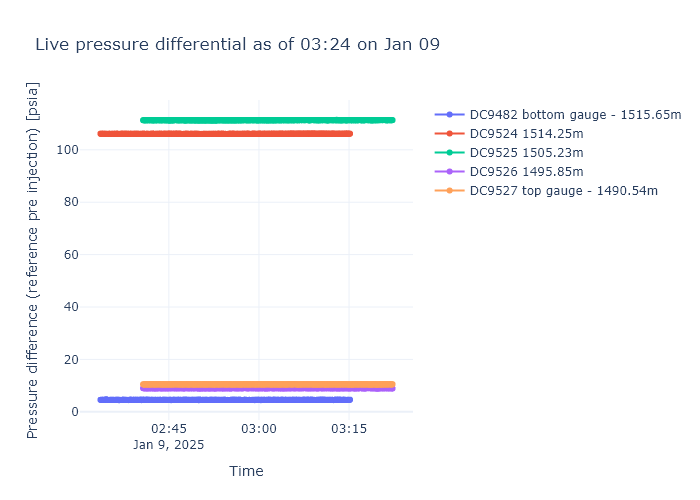 Live pressure differential as of 03:24 on Jan 09
Pressure difference (reference pre injection) [psia]
100
80
60
40
20
0
02:45
Jan 9, 2025
03:00
03:15
Time
DC9482 bottom gauge - 1515.65m
DC9524 1514.25m
DC9525 1505.23m
DC9526 1495.85m
DC9527 top gauge - 1490.54m